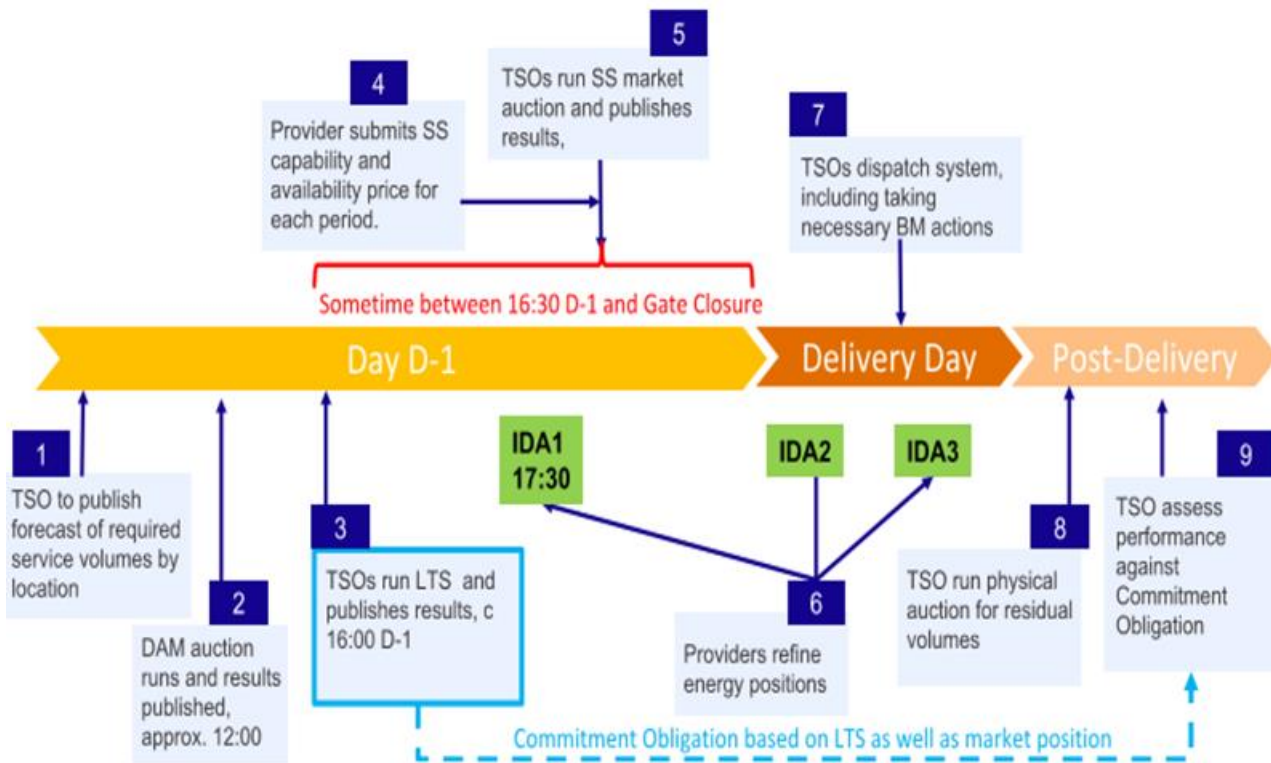 5
TSOs run SS market
auction and publishes
results,
4
Provider submits SS
capability and
availability price for
each period.
7
TSOs dispatch system,
including taking
necessary BM actions
Sometime between 16:30 D-1 and Gate Closure
Day D-1
Delivery Day
Post-Delivery
1
TSO to publish
forecast of required
service volumes by
location
2
DAM auction
runs and results
published,
approx. 12:00
3
TSOs run LTS and
publishes results, c
16:00 D-1
IDA1
17:30
IDA2
IDA3
6
Providers refine
energy positions
8
TSO run physical
auction for residual
volumes
9
TSO assess
performance
against
Commitment
Obligation
Commitment Obligation based on LTS as well as market position